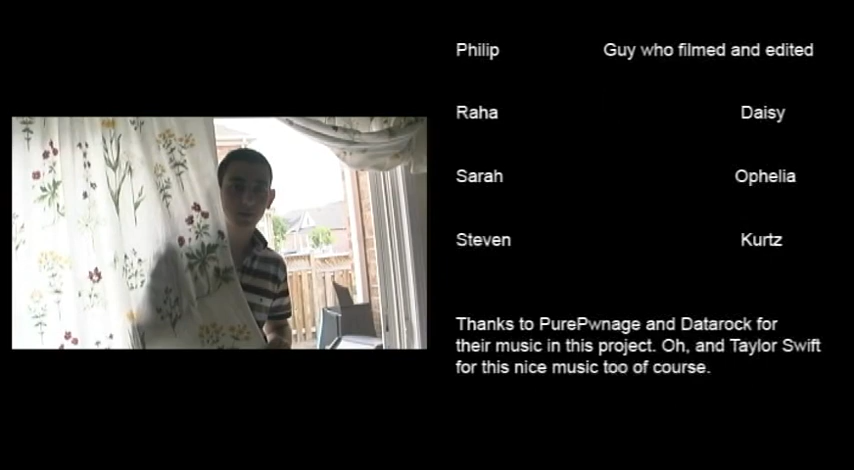 Philip Guy who filmed and edited
Raha Daisy
Sarah Ophelia
Steven Kurtz
Thanks to PurePwnage and Datarock for
their music in this project. Oh, and Taylor Swift
for this nice music too of course.